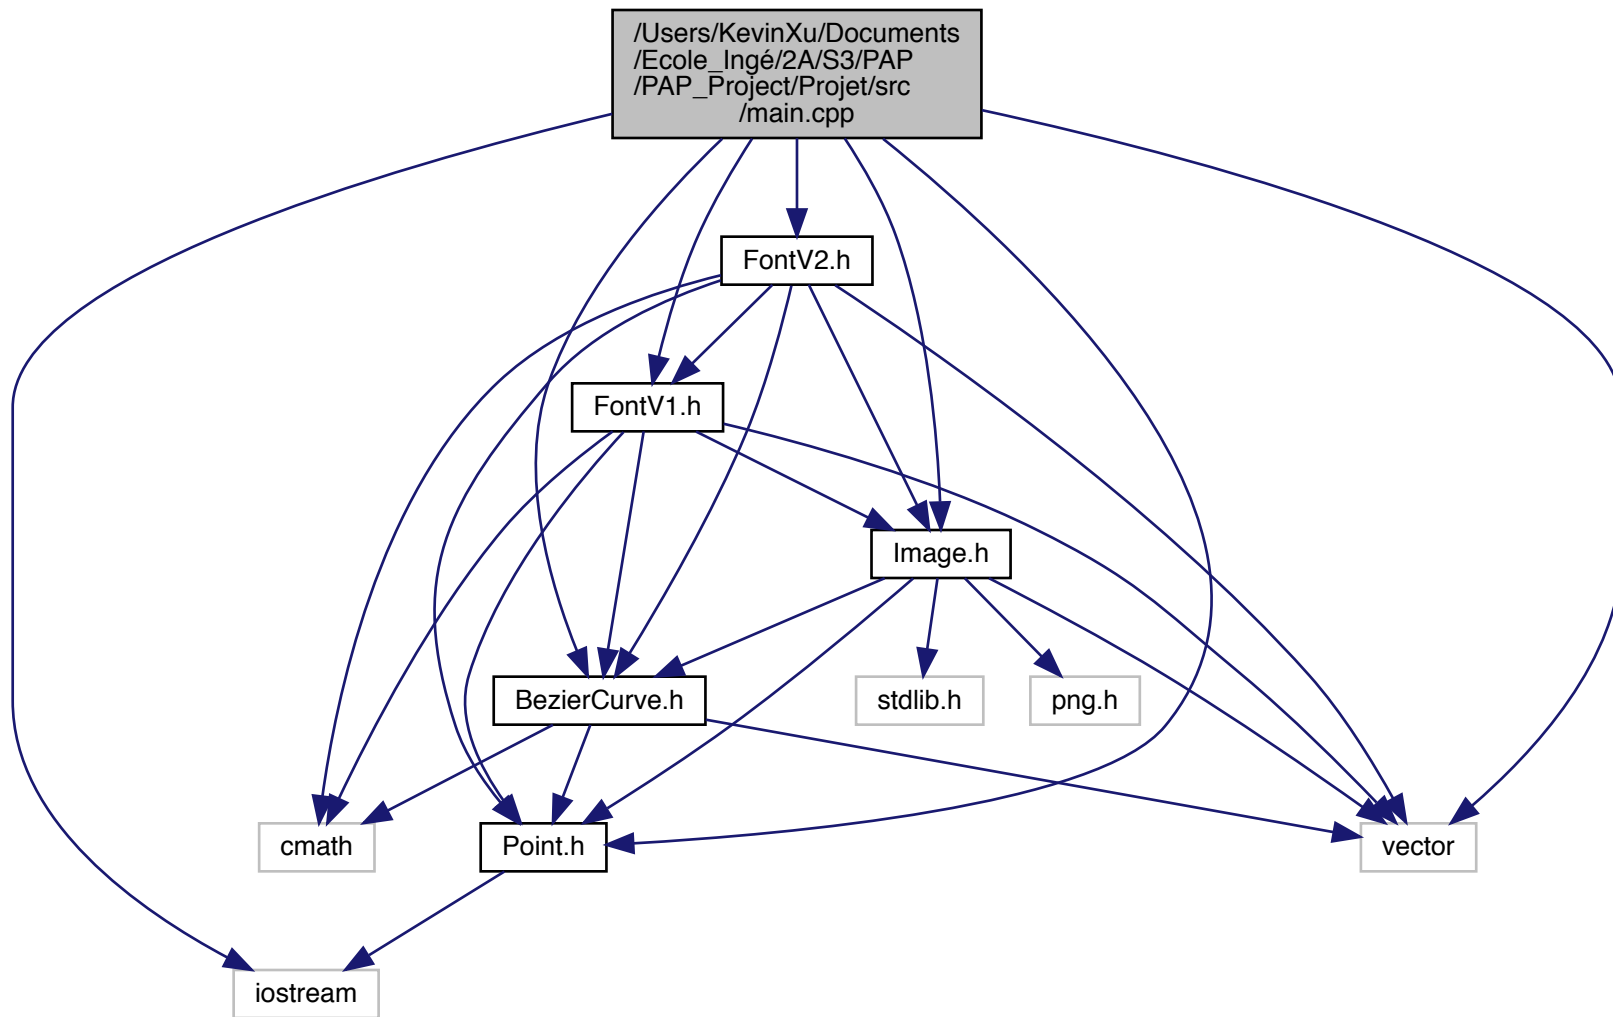 /Users/KevinXu/Documents
/Ecole_Ingé/2A/S3/PAP
/PAP_Project/Projet/src
/main.cpp
FontV2.h
FontV1.h
Image.h
BezierCurve.h
stdlib.h
png.h
cmath
Point.h
vector
iostream